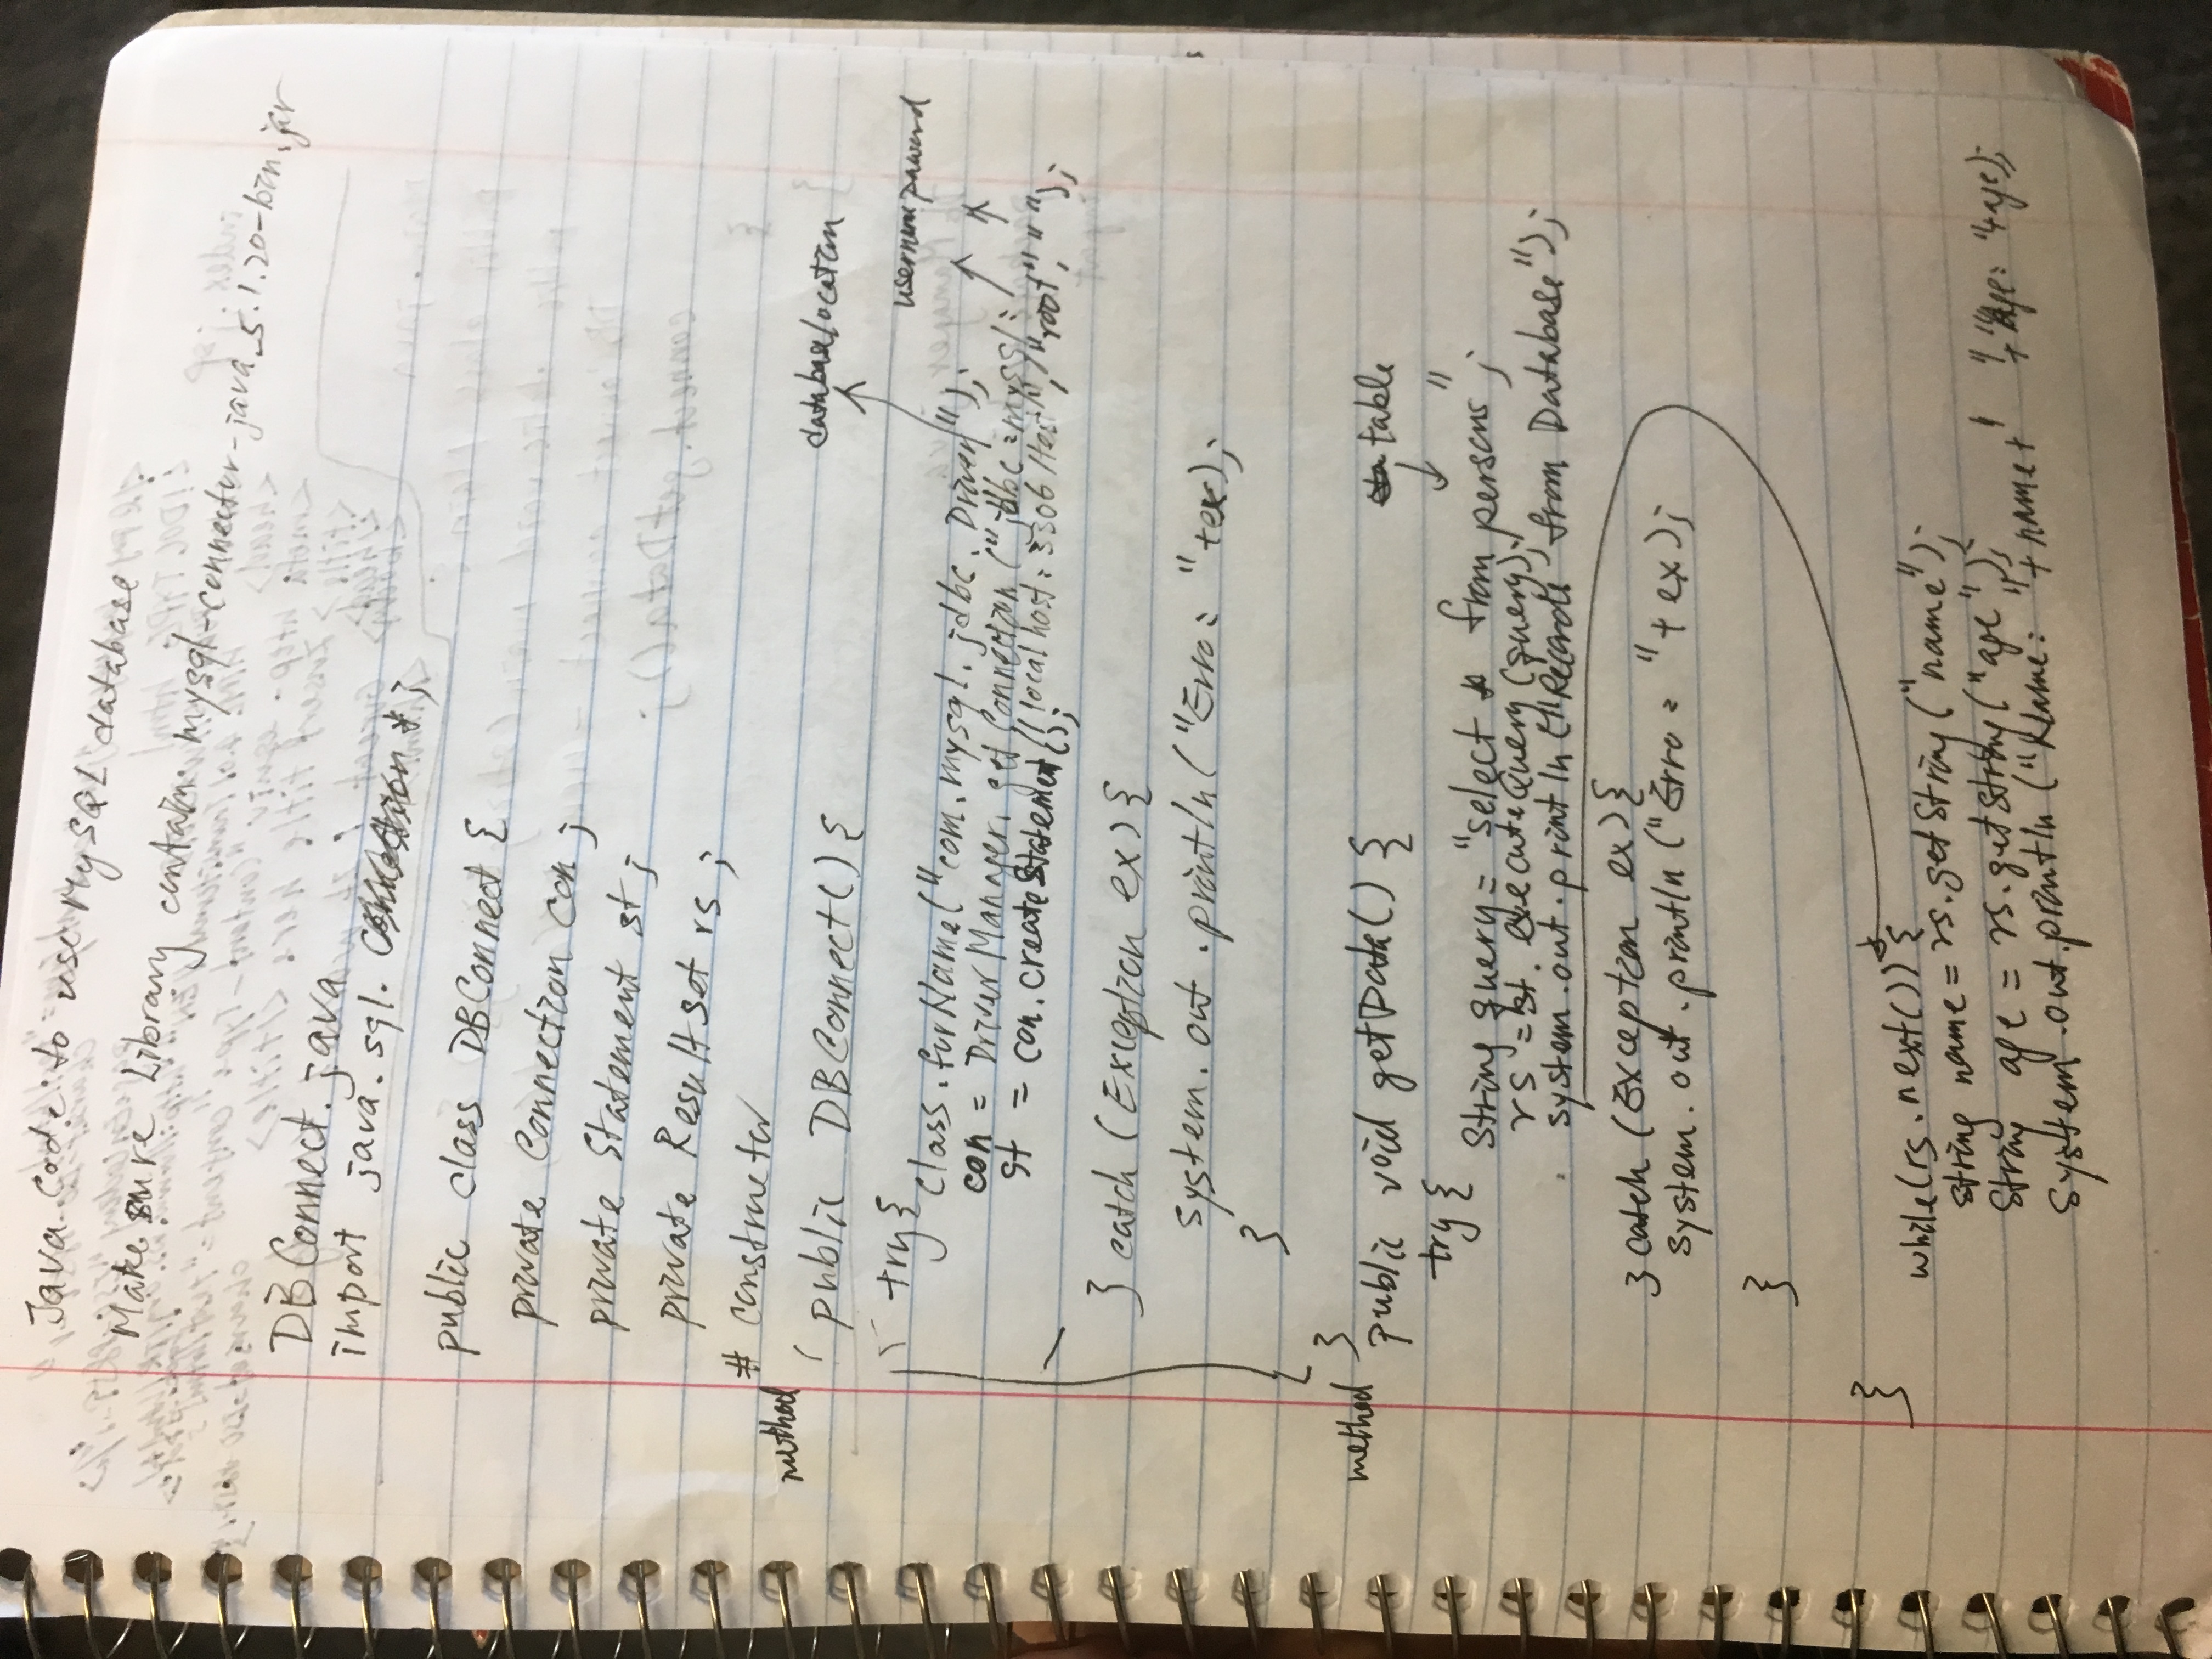 Java code to use MySQL database
Make sure Library contain mysql-connector-java_5.1.20-bin.jar
DBConnect.java
import java.sql. *;
public class DBConnect {
private Connection con;
private Statement st;
private Resultset rs;
# constructor
method
public DBConnect(){
databaselocation
try{
username
Class.forName("com.mysql.jdbc.Driver");
con = DriverManager.getConnection("jdbc:mysql:
//localhost:3306/test", "root", "");
st = con.createStatement();
} catch (Exception ex){
system.out.println("Erro: "+ex);
}
}
method
public void getData() {
table
try{
String query= "select * from persons";
rs = st.executeQuery(query);
system.out.println("Records from Database");
} catch (Exception ex){
system.out.println("Erro: "+ex);
}
}
while(rs.next()) {
string name = rs.getString("name");
String age = rs.getString("age");
System.out.println("Name: "+name+" "+"Age: "+age);